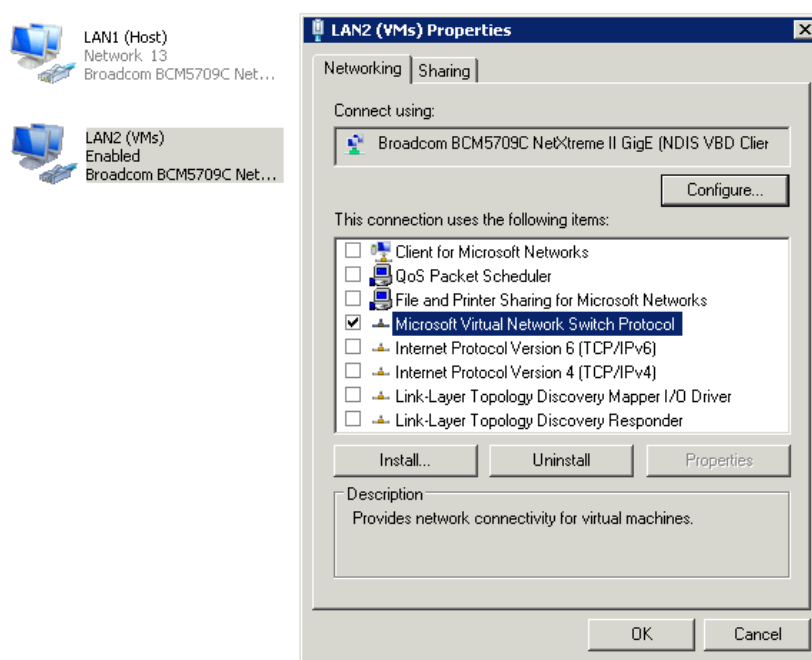 LAN1 (Host)
Network 13
Broadcom BCM5709C Net...
LAN2 (VMs)
Enabled
Broadcom BCM5709C Net...
LAN2 (VMs) Properties
Networking
Sharing
Connect using:
Broadcom BCM5709C NetXtreme II GigE (NDIS VBD Clier
Configure...
This connection uses the following items:
Client for Microsoft Networks
QoS Packet Scheduler
File and Printer Sharing for Microsoft Networks
Microsoft Virtual Network Switch Protocol
Internet Protocol Version 6 (TCP/IPv6)
Internet Protocol Version 4 (TCP/IPv4)
Link-Layer Topology Discovery Mapper I/O Driver
Link-Layer Topology Discovery Responder
Install...
Uninstall
Properties
Description
Provides network connectivity for virtual machines.
OK
Cancel